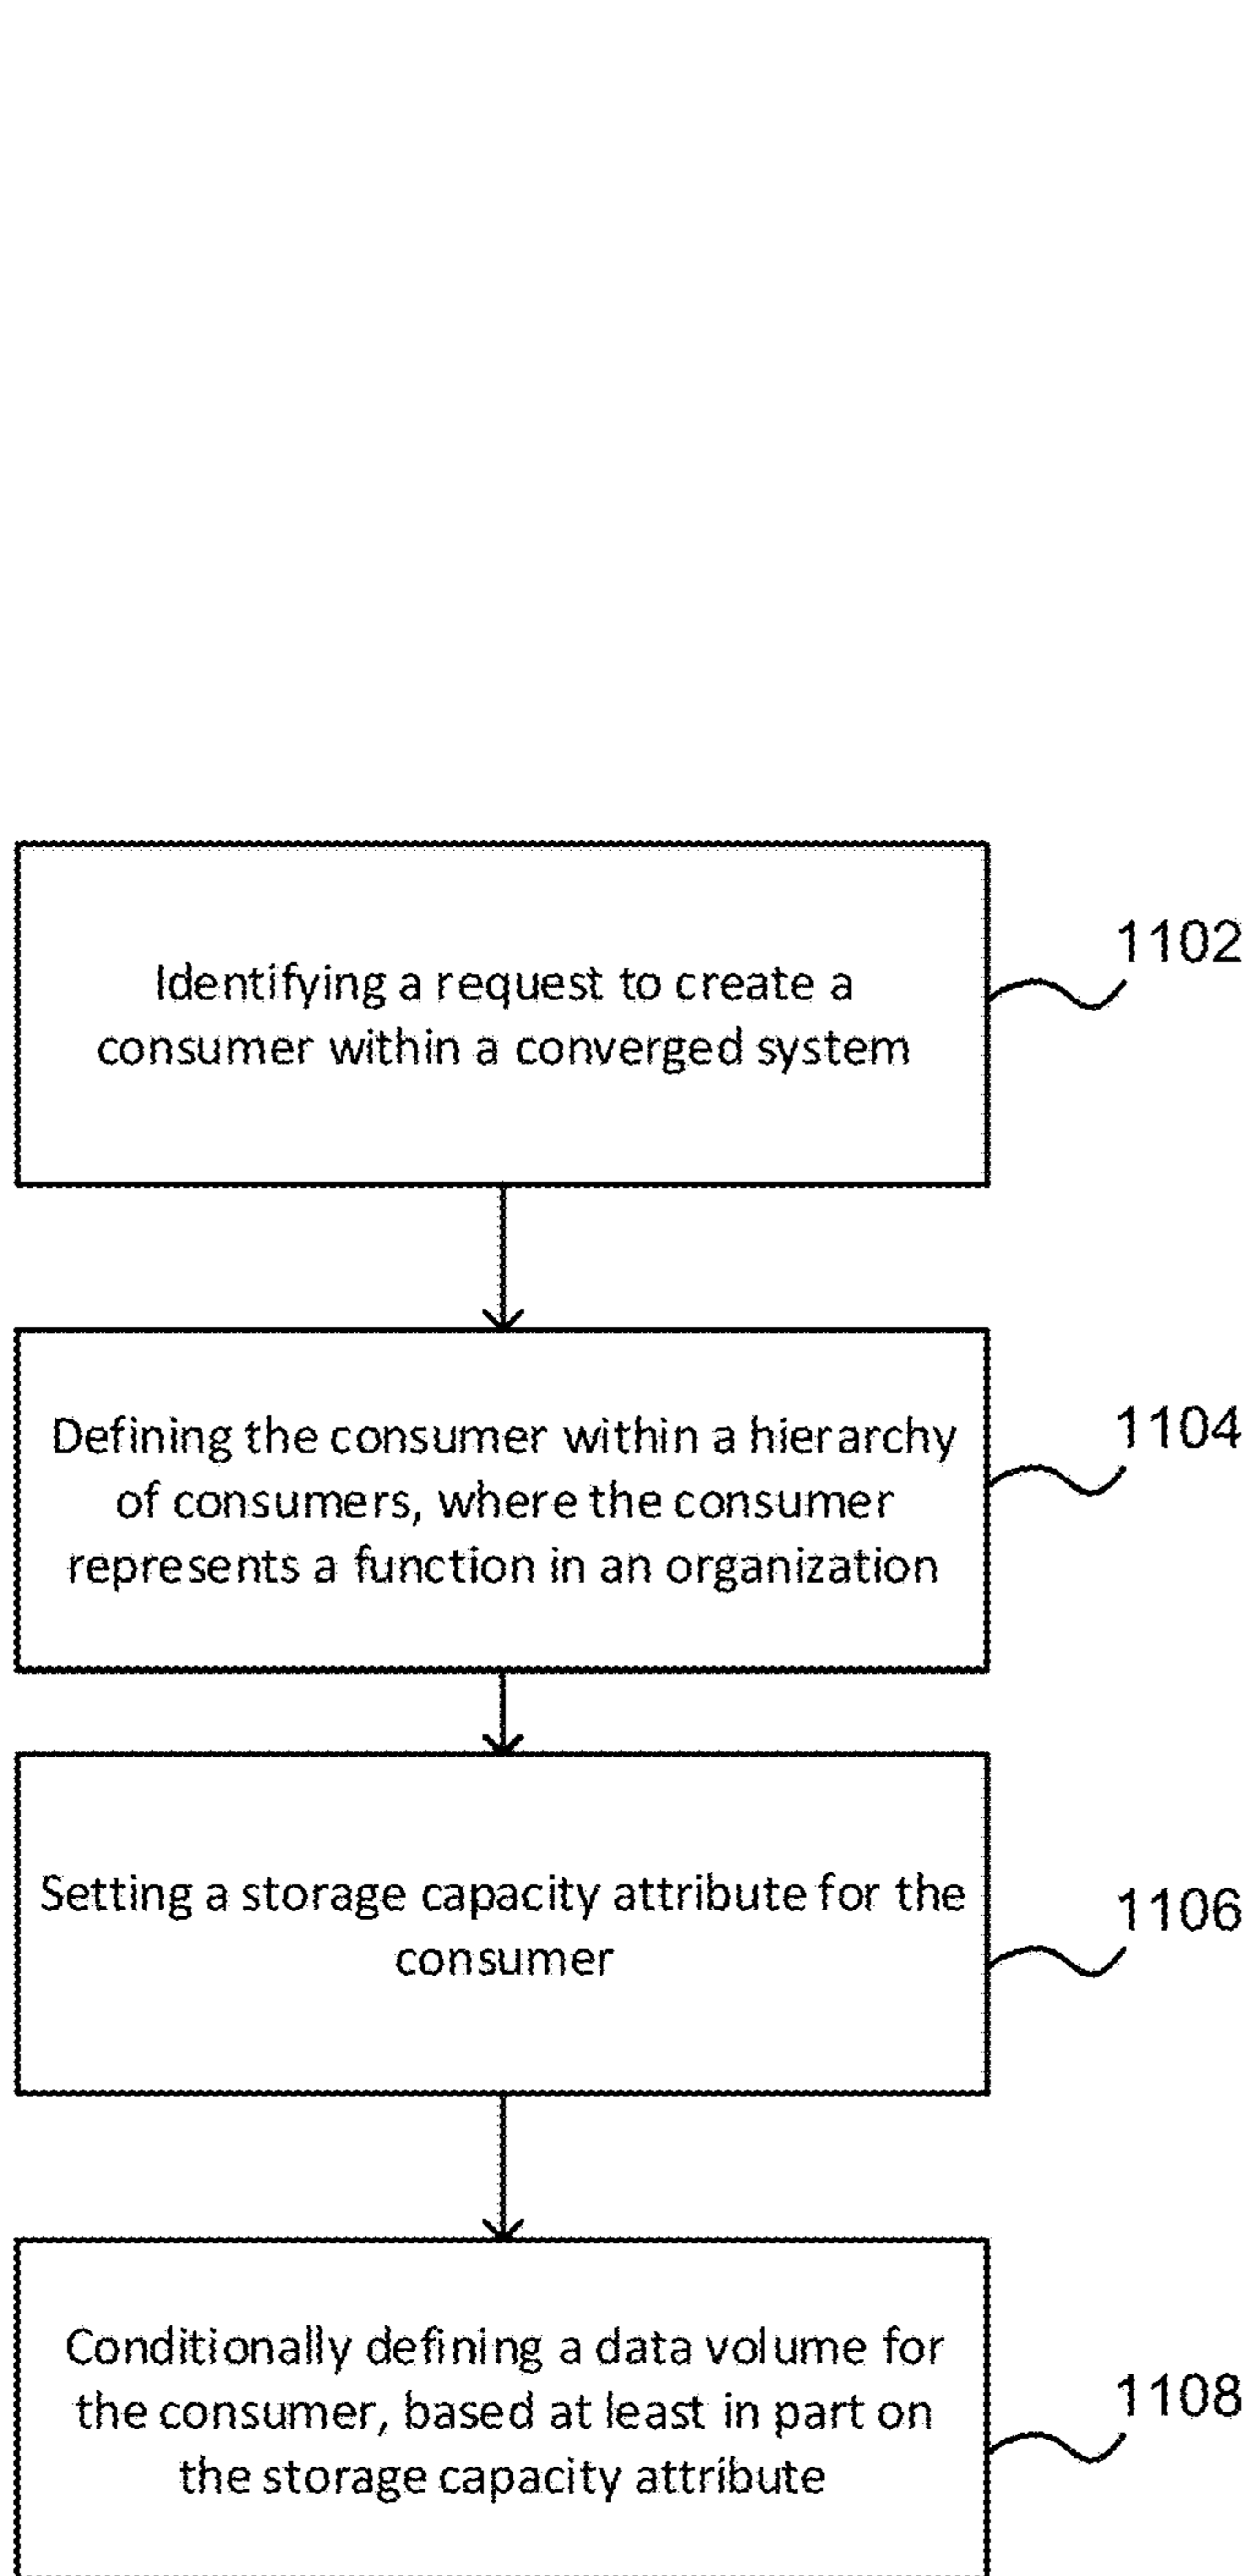 1102
Identifying a request to create a
consumer within a converged system
1104
Defining the consumer within a hierarchy
of consumers, where the consumer
represents a function in an organization
1106
Setting a storage capacity attribute for the
consumer
1108
Conditionally defining a data volume for
the consumer, based at least in part on
the storage capacity attribute